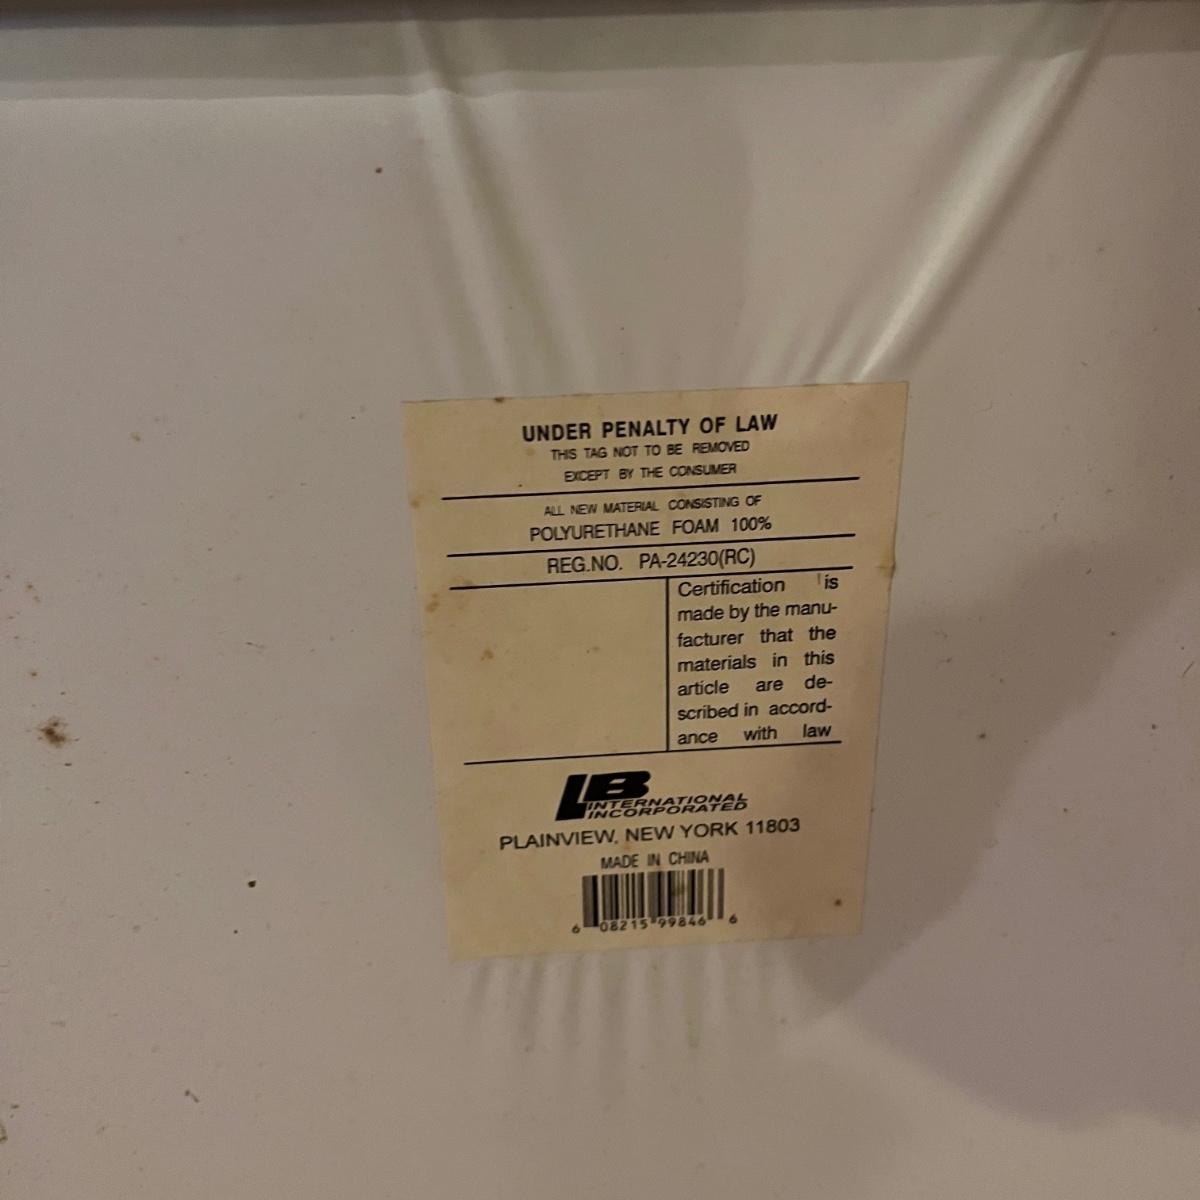 UNDER PENALTY OF LAW
THIS TAG NOT TO BE REMOVED
EXCEPT BY THE CONSUMER
ALL NEW MATERIAL CONSISTING OF
POLYURETHANE FOAM 100%
REG.NO. PA-24230(RC)
Certification is
made by the manu-
facturer that the
materials in this
article are de-
scribed in accord-
ance with law
LB
INTERNATIONAL
INCORPORATED
PLAINVIEW, NEW YORK 11803
MADE IN CHINA
6 08215 99846 6